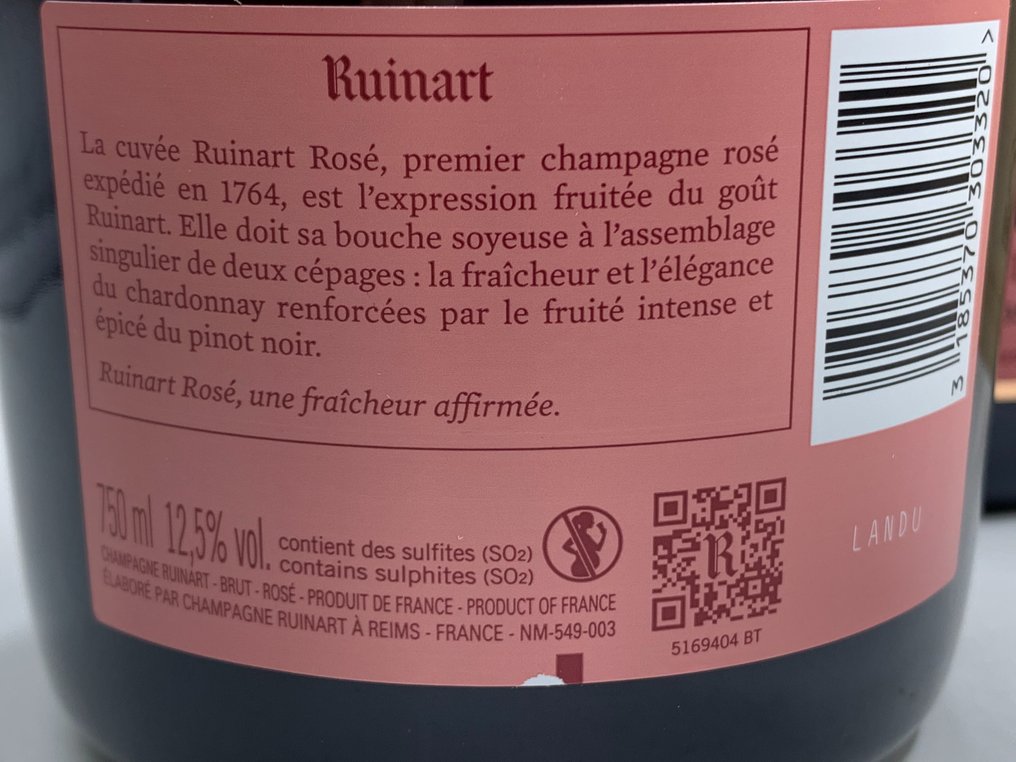 Ruinart
La cuvée Ruinart Rosé, premier champagne rosé
expédié en 1764, est l'expression fruitée du goût
Ruinart. Elle doit sa bouche soyeuse à l'assemblage
singulier de deux cépages : la fraîcheur et l'élégance
du chardonnay renforcées par le fruité intense et
épicé du pinot noir.
Ruinart Rosé, une fraîcheur affirmée.
750 ml 12,5% vol.
contient des sulfites (SO2)
contains sulphites (SO2)
CHAMPAGNE RUINART - BRUT - ROSÉ - PRODUIT DE FRANCE - PRODUCT OF FRANCE
ÉLABORÉ PAR CHAMPAGNE RUINART À REIMS - FRANCE - NM-549-003
R
5169404 BT
3 185370 303320 >
LANDU